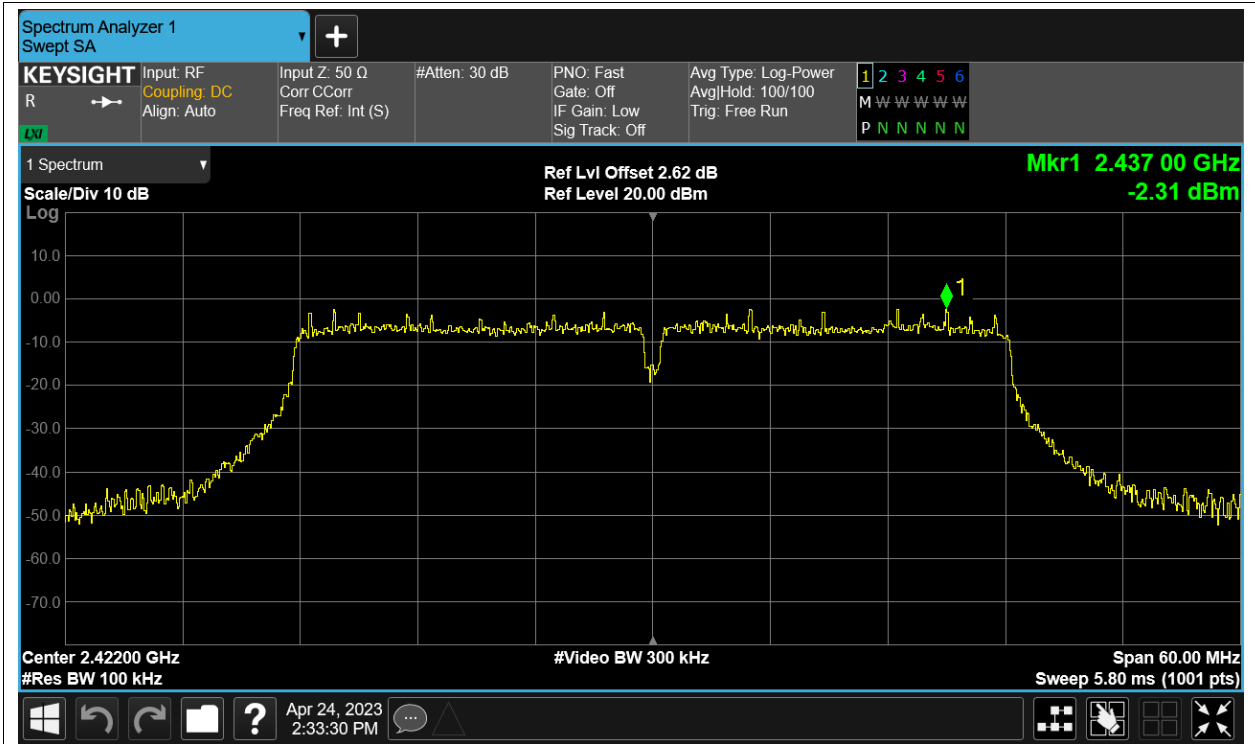 Spectrum Analyzer 1
Swept SA
KEYSIGHT
R
LXI
Input: RF
Coupling: DC
Align: Auto
Input Z: 50 Ω
Corr CCorr
Freq Ref: Int (S)
#Atten: 30 dB
PNO: Fast
Gate: Off
IF Gain: Low
Sig Track: Off
Avg Type: Log-Power
Avg|Hold: 100/100
Trig: Free Run
1 2 3 4 5 6
M W W W W W
P N N N N N
1 Spectrum
Scale/Div 10 dB
Log
Ref Lvl Offset 2.62 dB
Ref Level 20.00 dBm
Mkr1 2.437 00 GHz
-2.31 dBm
1
10.0
0.00
-10.0
-20.0
-30.0
-40.0
-50.0
-60.0
-70.0
Center 2.42200 GHz
#Res BW 100 kHz
#Video BW 300 kHz
Span 60.00 MHz
Sweep 5.80 ms (1001 pts)
?
Apr 24, 2023
2:33:30 PM